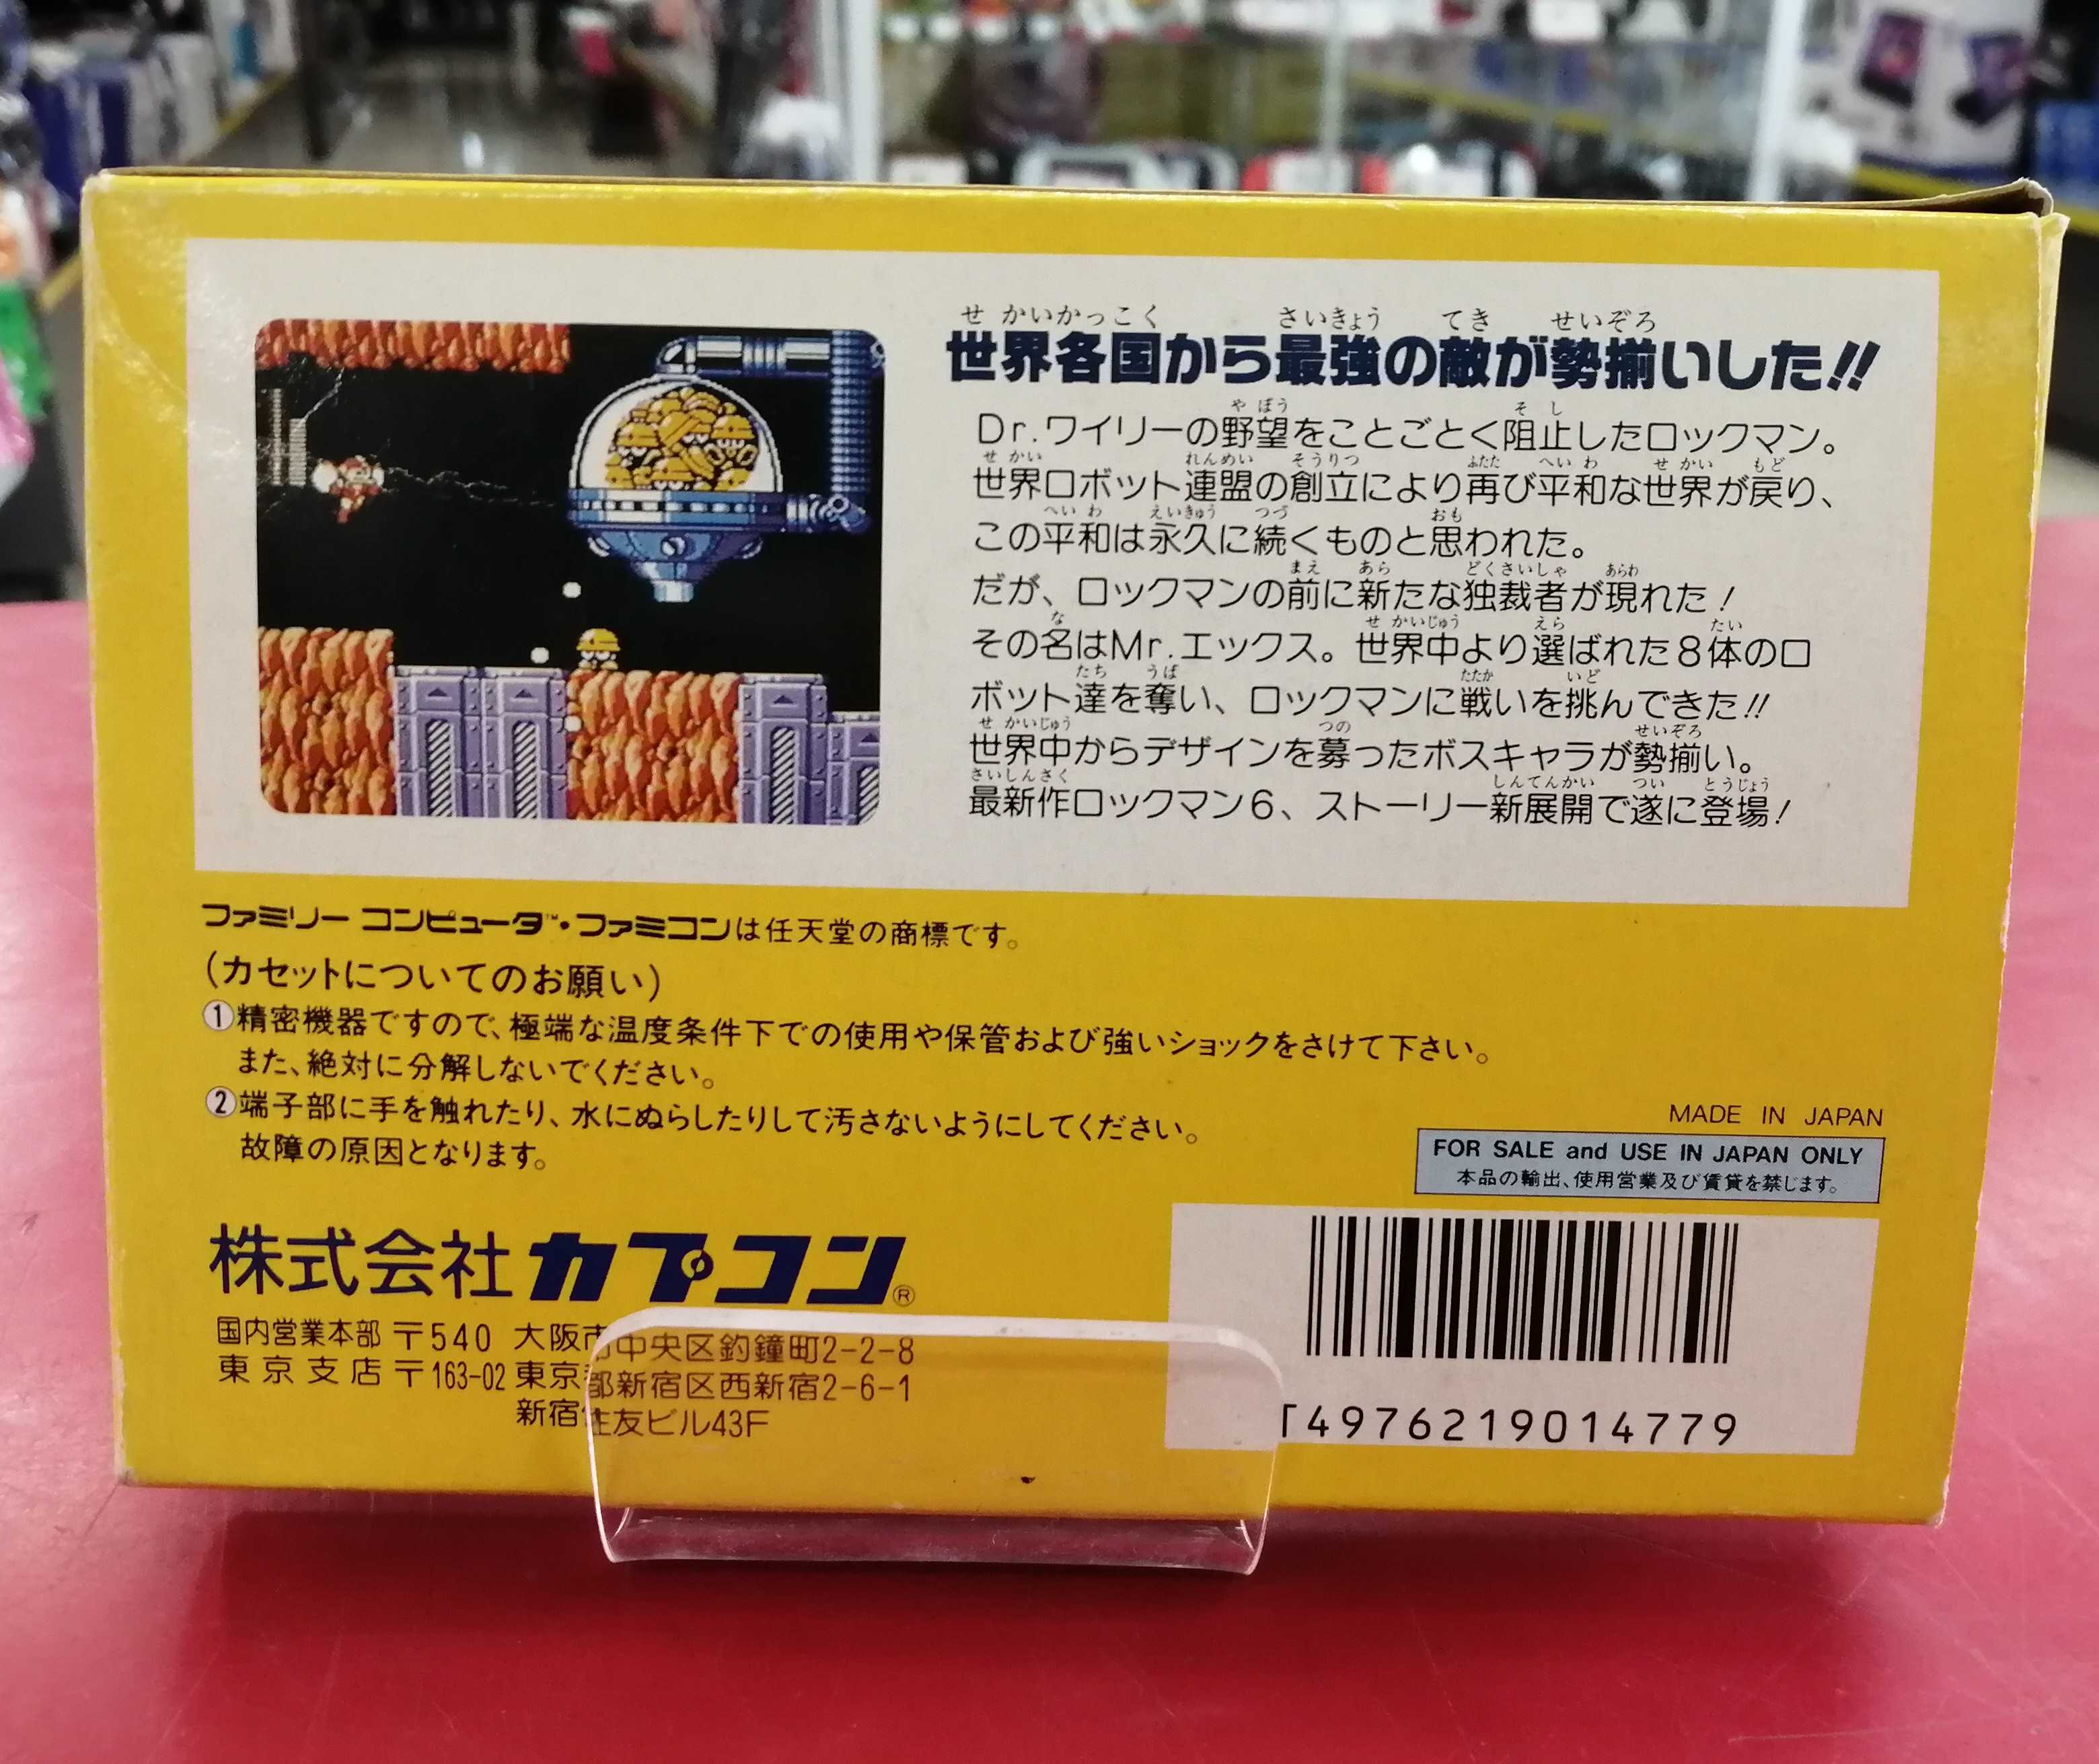 世界各国から最強の敵が勢揃いした!!
Dr.ワイリーの野望をことごとく阻止したロックマン。
世界ロボット連盟の創立により再び平和な世界が戻り、
この平和は永久に続くものと思われた。
だが、ロックマンの前に新たな独裁者が現れた!
その名はMr.エックス。世界中より選ばれた8体のロ
ボット達を奪い、ロックマンに戦いを挑んできた!!
世界中からデザインを募ったボスキャラが勢揃い。
最新作ロックマン6、ストーリー新展開で遂に登場!
ファミリー コンピュータ™・ファミコンは任天堂の商標です。
(カセットについてのお願い)
①精密機器ですので、極端な温度条件下での使用や保管および強いショックをさけて下さい。
また、絶対に分解しないでください。
②端子部に手を触れたり、水にぬらしたりして汚さないようにしてください。
故障の原因となります。
MADE IN JAPAN
FOR SALE and USE IN JAPAN ONLY
本品の輸出、使用営業及び賃貸を禁じます。
株式会社カプコン®
国内営業本部 〒540 大阪市中央区釣鐘町2-2-8
東京支店 〒163-02 東京都新宿区西新宿2-6-1
新宿住友ビル43F
T4976219014779